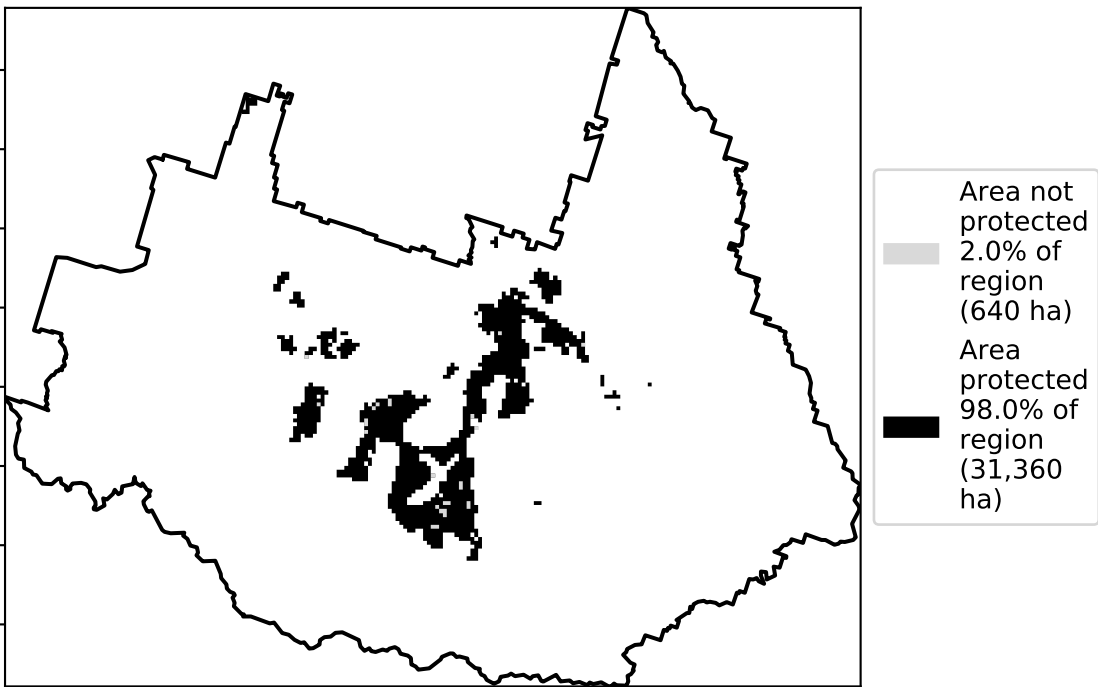 Area not
protected
2.0% of
region
(640 ha)
Area
protected
98.0% of
region
(31,360
ha)